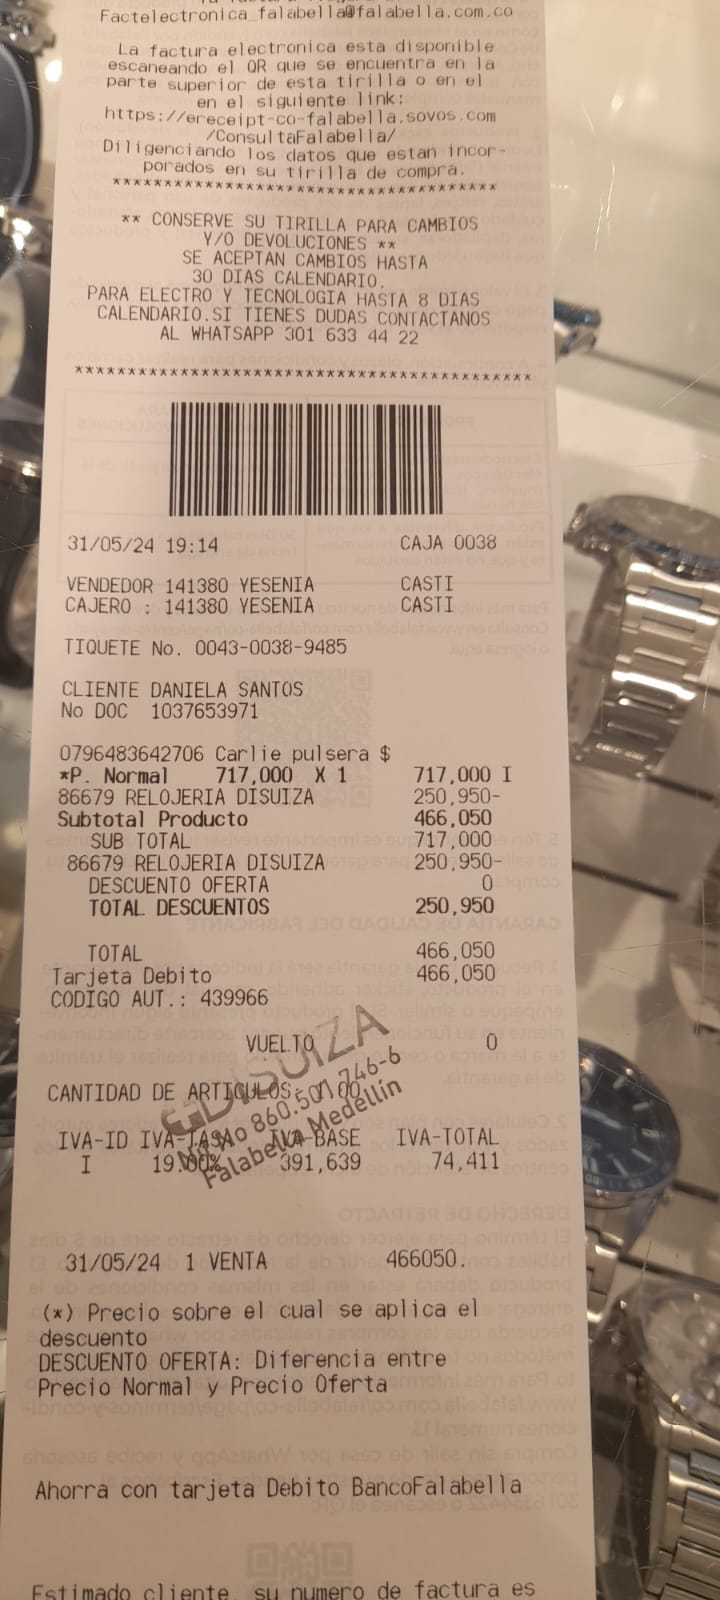 Factelectronica_falabella@falabella.com.co
La factura electronica esta disponible
escaneando el QR que se encuentra en la
parte superior de esta tirilla o en el
en el siguiente link:
https://ereceipt-co-falabella.sovos.com
/ConsultaFalabella/
Diligenciando los datos que estan incor-
porados en su tirilla de compra.
****************************************
** CONSERVE SU TIRILLA PARA CAMBIOS
Y/O DEVOLUCIONES **
SE ACEPTAN CAMBIOS HASTA
30 DIAS CALENDARIO.
PARA ELECTRO Y TECNOLOGIA HASTA 8 DIAS
CALENDARIO.SI TIENES DUDAS CONTACTANOS
AL WHATSAPP 301 633 44 22
********************************************
31/05/24 19:14 CAJA 0038
VENDEDOR 141380 YESENIA CASTI
CAJERO : 141380 YESENIA CASTI
TIQUETE No. 0043-0038-9485
CLIENTE DANIELA SANTOS
No DOC 1037653971
0796483642706 Carlie pulsera $
*P. Normal 717,000 X 1 717,000 I
86679 RELOJERIA DISUIZA 250,950-
Subtotal Producto 466,050
SUB TOTAL 717,000
86679 RELOJERIA DISUIZA 250,950-
DESCUENTO OFERTA 0
TOTAL DESCUENTOS 250,950
TOTAL 466,050
Tarjeta Debito 466,050
CODIGO AUT.: 439966
VUELTO 0
DISUIZA
Nit No 860.501.746-6
Falabella Medellín
CANTIDAD DE ARTICULOS:
IVA-ID IVA-TASA IVA-BASE IVA-TOTAL
I 19.00% 391,639 74,411
31/05/24 1 VENTA 466050.
(*) Precio sobre el cual se aplica el
descuento
DESCUENTO OFERTA: Diferencia entre
Precio Normal y Precio Oferta
Ahorra con tarjeta Debito BancoFalabella
Estimado cliente, su numero de factura es